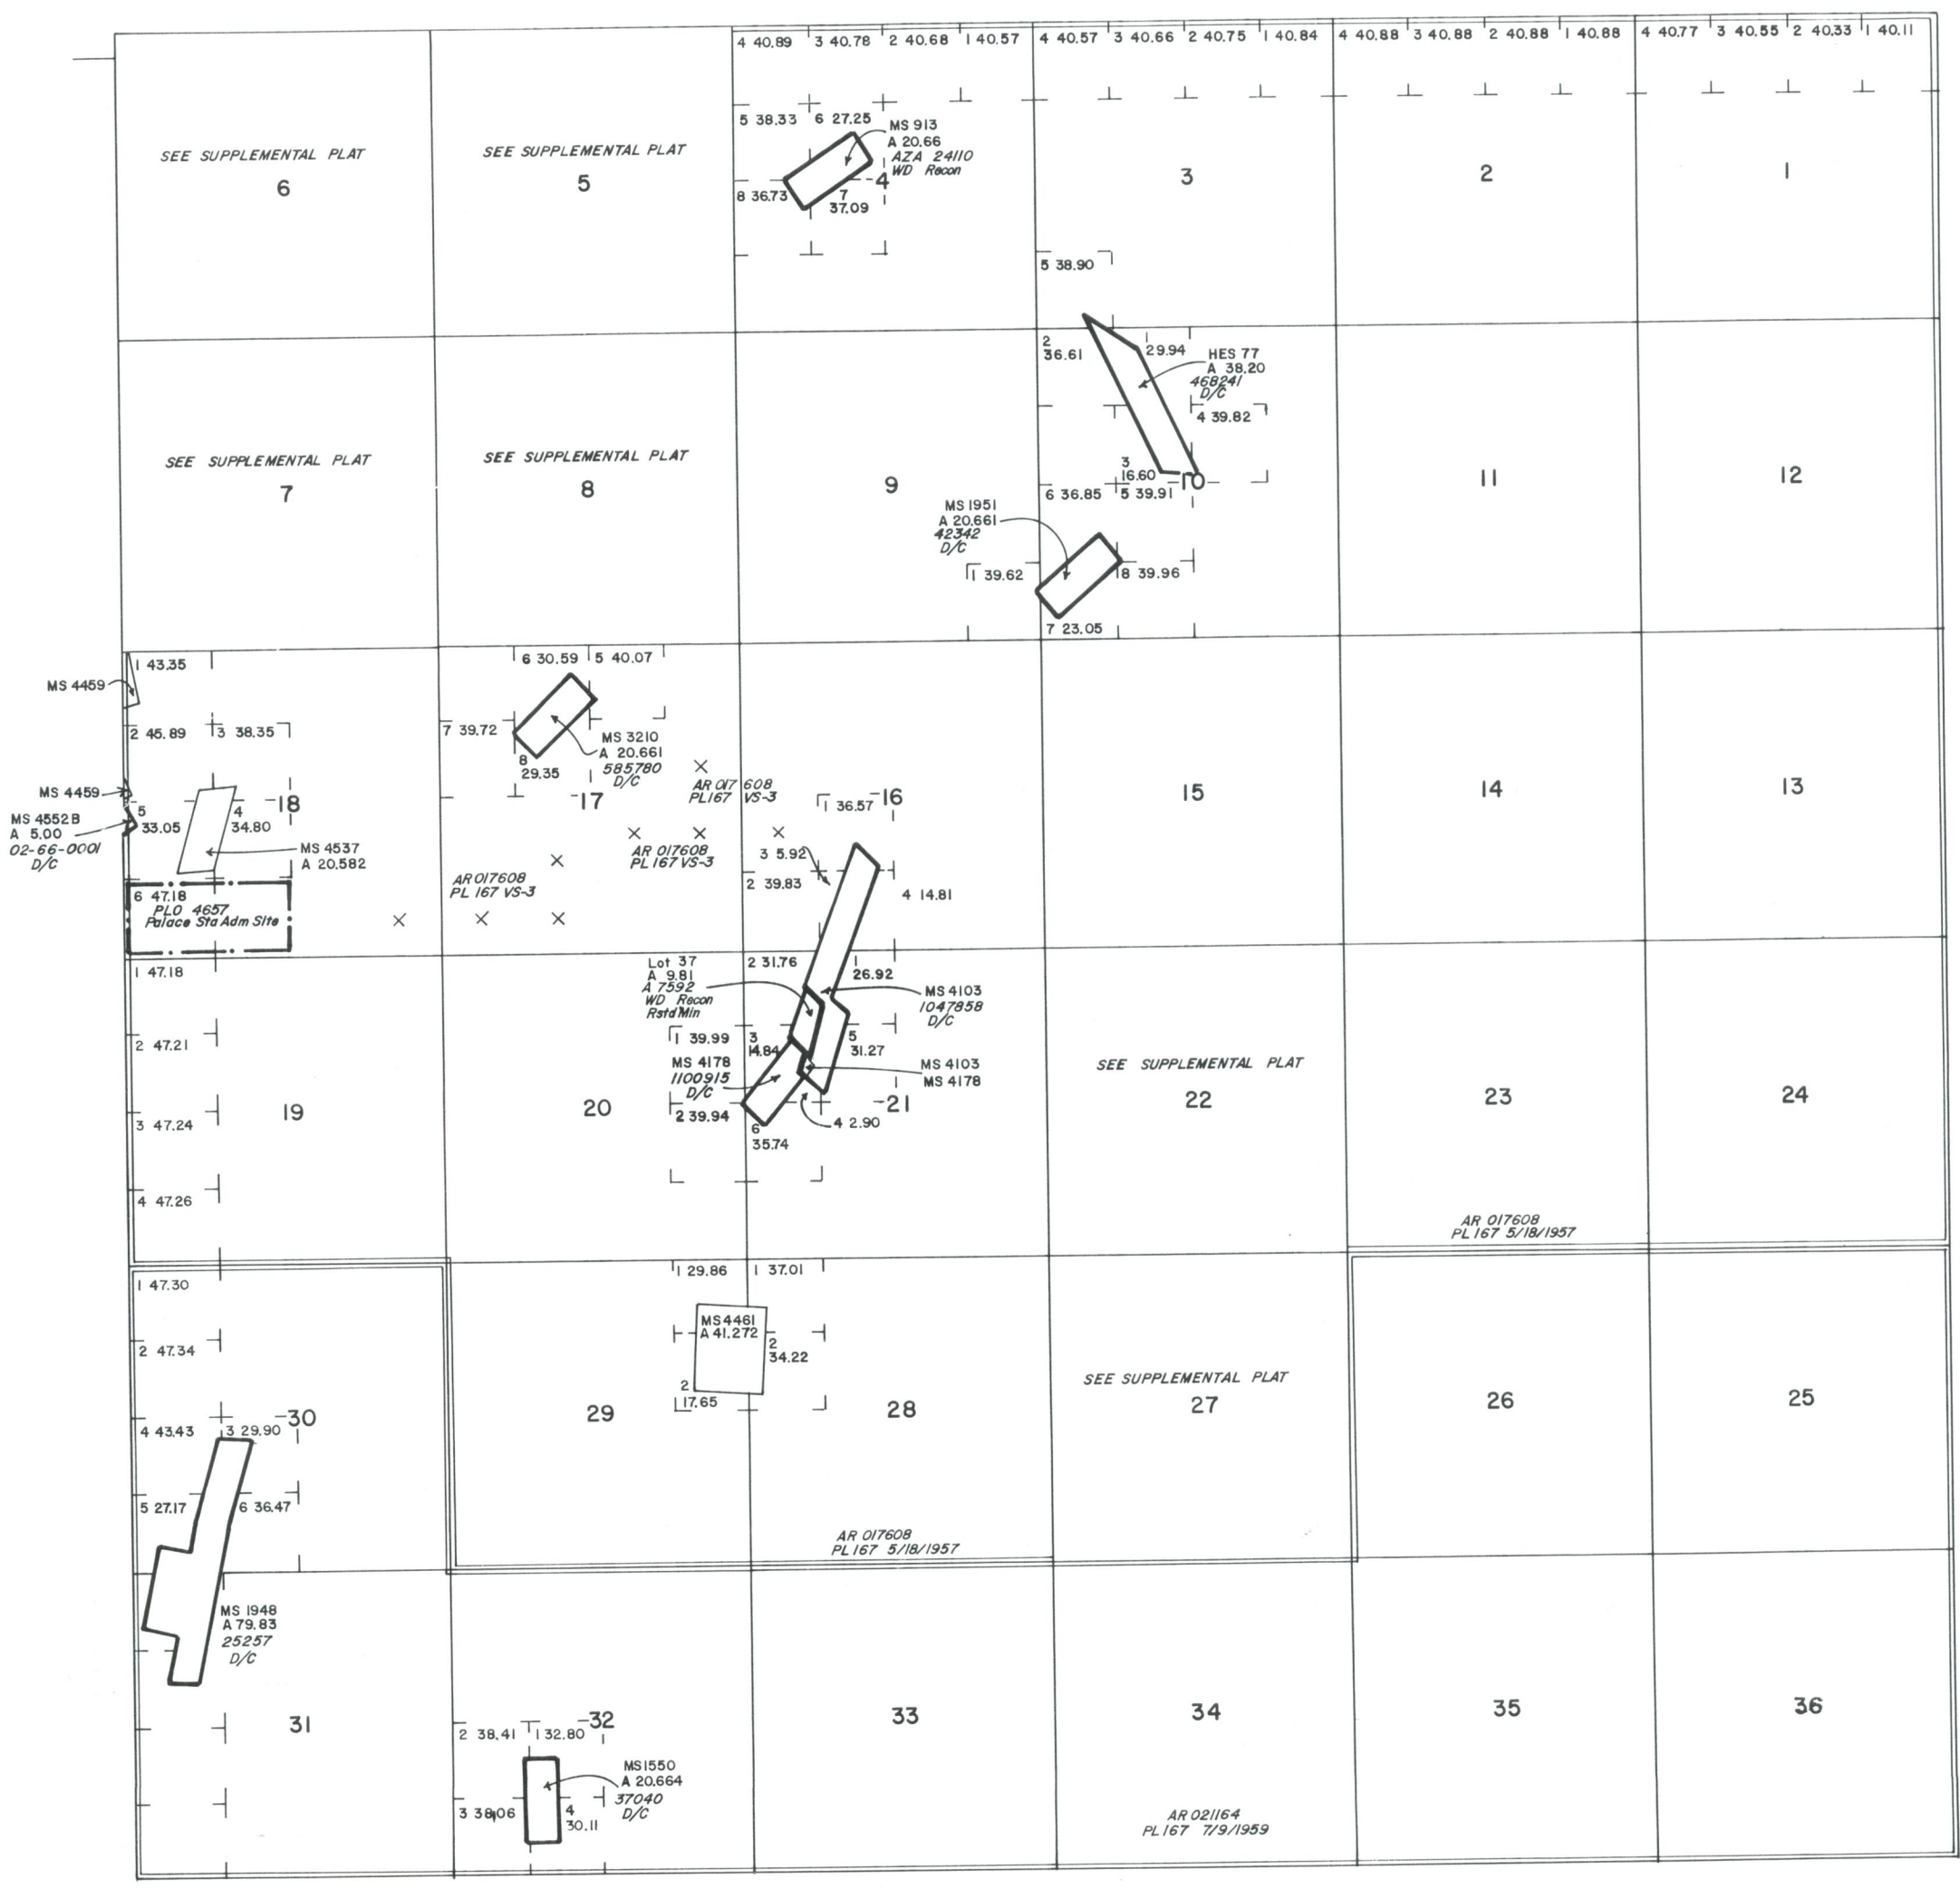 4 40.89 3 40.78 2 40.68 1 40.57 4 40.57 3 40.66 2 40.75 1 40.84 4 40.88 3 40.88 2 40.88 1 40.88 4 40.77 3 40.55 2 40.33 1 40.11
5 38.33 6 27.25
MS 913
A 20.66
AZA 24110
WD Recon
SEE SUPPLEMENTAL PLAT
6
SEE SUPPLEMENTAL PLAT
5
8 36.73
7
37.09
4
3
2
1
5 38.90
2
36.61
1
29.94
HES 77
A 38.20
468241
D/C
4 39.82
SEE SUPPLEMENTAL PLAT
7
SEE SUPPLEMENTAL PLAT
8
9
3
16.60
10
6 36.85 5 39.91
11
12
MS 1951
A 20.661
42342
D/C
1 39.62
8 39.96
7 23.05
1 43.35
MS 4459
6 30.59 5 40.07
2 45.89 3 38.35
7 39.72
MS 3210
A 20.661
585780
D/C
8
29.35
AR 017608
PL 167 VS-3
MS 4459
18
17
1 36.57
16
15
14
13
MS 4552B
A 5.00
02-66-0001
D/C
5
33.05
4
34.80
MS 4537
A 20.582
AR 017608
PL 167 VS-3
3 5.92
AR 017608
PL 167 VS-3
2 39.83
4 14.81
6 47.18
PLO 4657
Palace Sta Adm Site
1 47.18
Lot 37
A 9.81
A 7592
WD Recon
Rstd Min
2 31.76
1
26.92
MS 4103
1047858
D/C
2 47.21
1 39.99
3
14.84
5
31.27
MS 4178
1100915
D/C
MS 4103
MS 4178
SEE SUPPLEMENTAL PLAT
22
3 47.24
19
20
2 39.94
21
23
24
4 2.90
6
35.74
4 47.26
AR 017608
PL 167 5/18/1957
1 47.30
1 29.86 1 37.01
2 47.34
MS 4461
A 41.272
2
34.22
SEE SUPPLEMENTAL PLAT
27
2
17.65
30
29
28
26
25
4 43.43 3 29.90
5 27.17 6 36.47
AR 017608
PL 167 5/18/1957
MS 1948
A 79.83
25257
D/C
31
2 38.41 1 32.80
32
33
34
35
36
MS 1550
A 20.664
37040
D/C
3 38.06
4
30.11
AR 021164
PL 167 7/9/1959